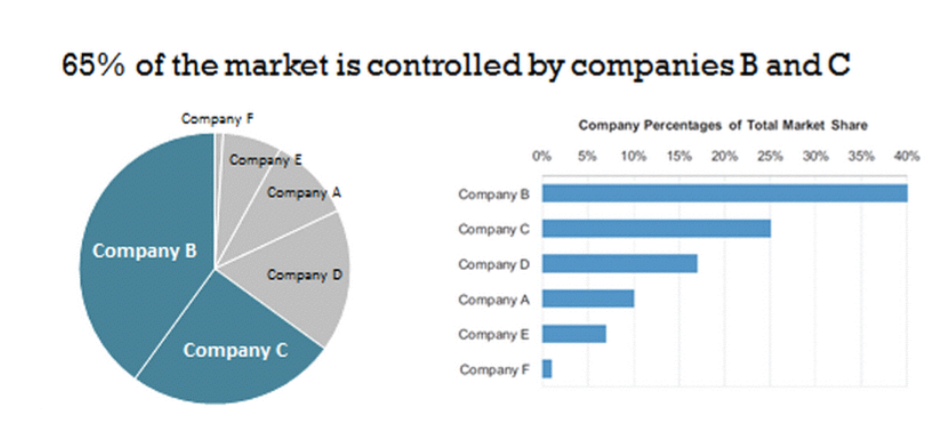 65% of the market is controlled by companies B and C
Company F
Company E
Company A
Company B
Company D
Company C
Company Percentages of Total Market Share
0% 5% 10% 15% 20% 25% 30% 35% 40%
Company B
Company C
Company D
Company A
Company E
Company F